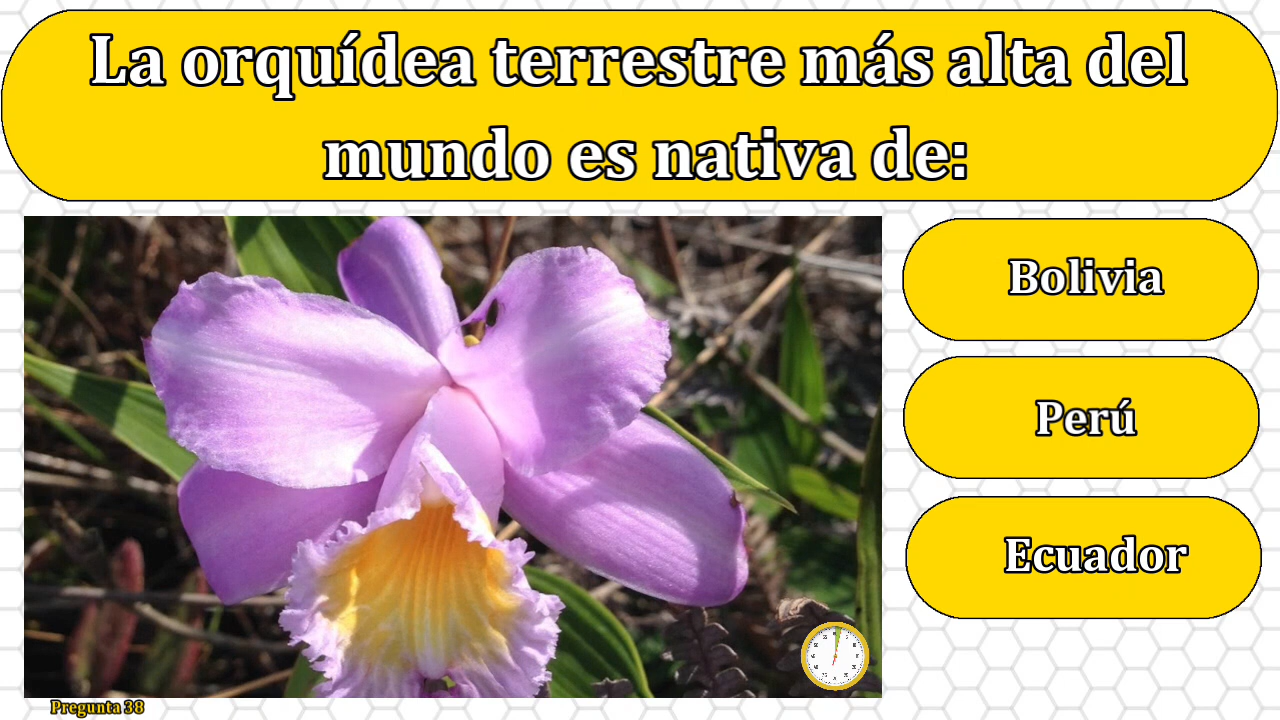 La orquídea terrestre más alta del
mundo es nativa de:
Bolivia
Perú
Ecuador
Pregunta 38